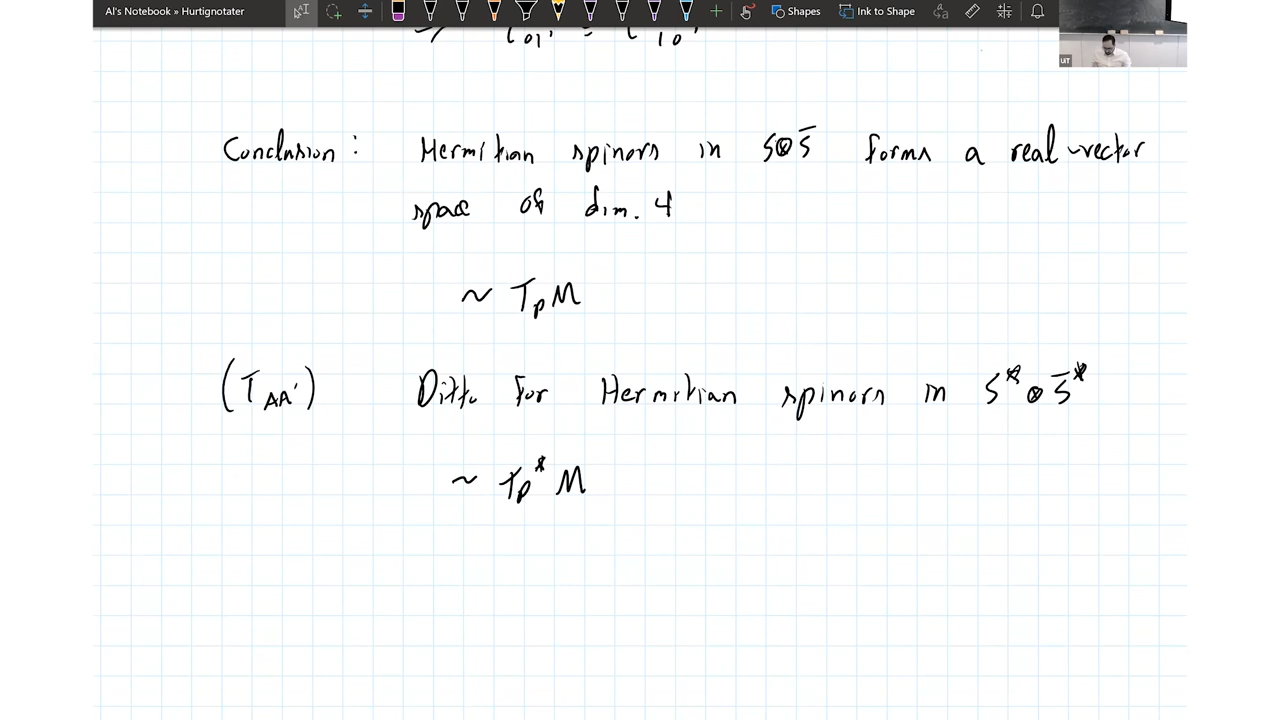 AI's Notebook » Hurtignotater
Shapes
Ink to Shape
UiT
Conclusion: Hermitian spinors in S⊗S̅ forms a real vector
space of dim. 4
~ TₚM
(T_AA') Ditto for Hermitian spinors in S*⊗S̅*
~ Tₚ*M